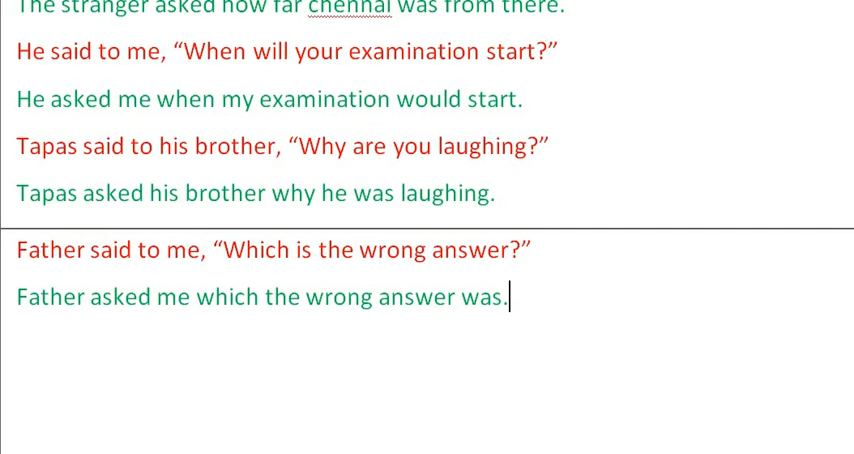 The stranger asked how far chennai was from there.
He said to me, “When will your examination start?”
He asked me when my examination would start.
Tapas said to his brother, “Why are you laughing?”
Tapas asked his brother why he was laughing.
Father said to me, “Which is the wrong answer?”
Father asked me which the wrong answer was.